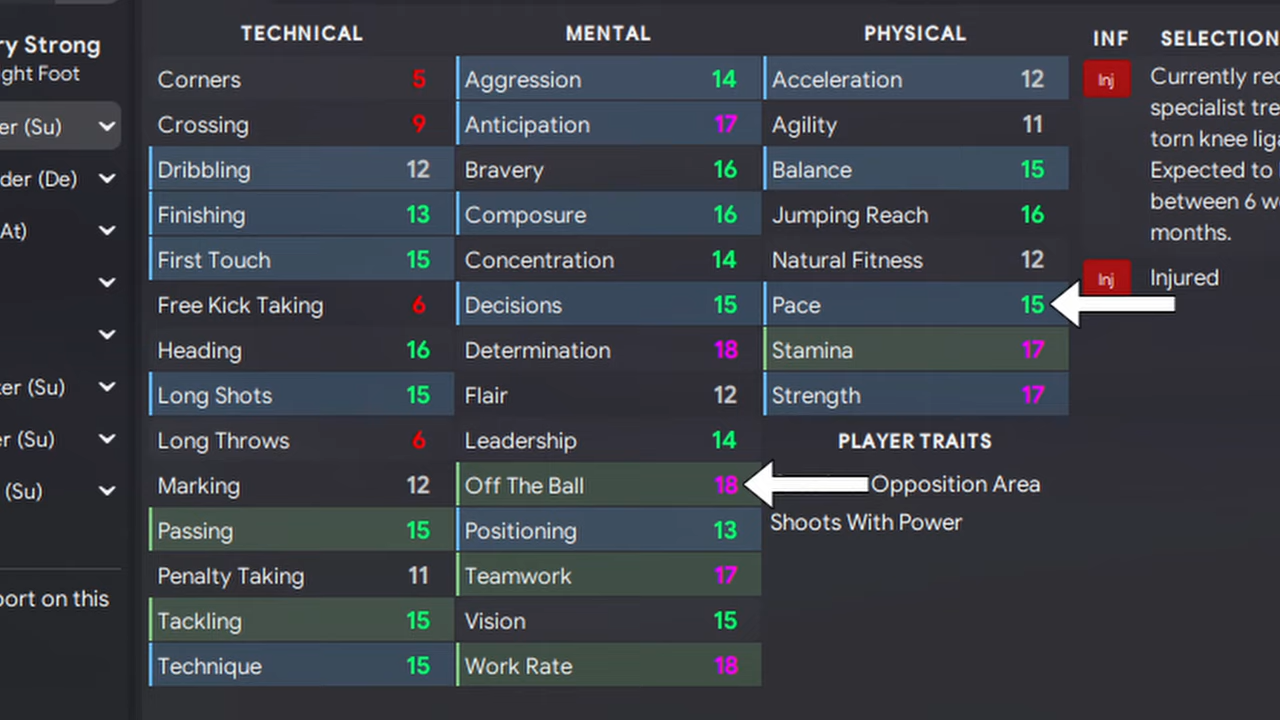 ry Strong
ght Foot
er (Su)
der (De)
At)
ter (Su)
er (Su)
(Su)
port on this
TECHNICAL
Corners 5
Crossing 9
Dribbling 12
Finishing 13
First Touch 15
Free Kick Taking 6
Heading 16
Long Shots 15
Long Throws 6
Marking 12
Passing 15
Penalty Taking 11
Tackling 15
Technique 15
MENTAL
Aggression 14
Anticipation 17
Bravery 16
Composure 16
Concentration 14
Decisions 15
Determination 18
Flair 12
Leadership 14
Off The Ball 18
Positioning 13
Teamwork 17
Vision 15
Work Rate 18
PHYSICAL
Acceleration 12
Agility 11
Balance 15
Jumping Reach 16
Natural Fitness 12
Pace 15
Stamina 17
Strength 17
PLAYER TRAITS
Opposition Area
Shoots With Power
INF SELECTION
Inj Currently rec
specialist tre
torn knee liga
Expected to
between 6 we
months.
Inj Injured